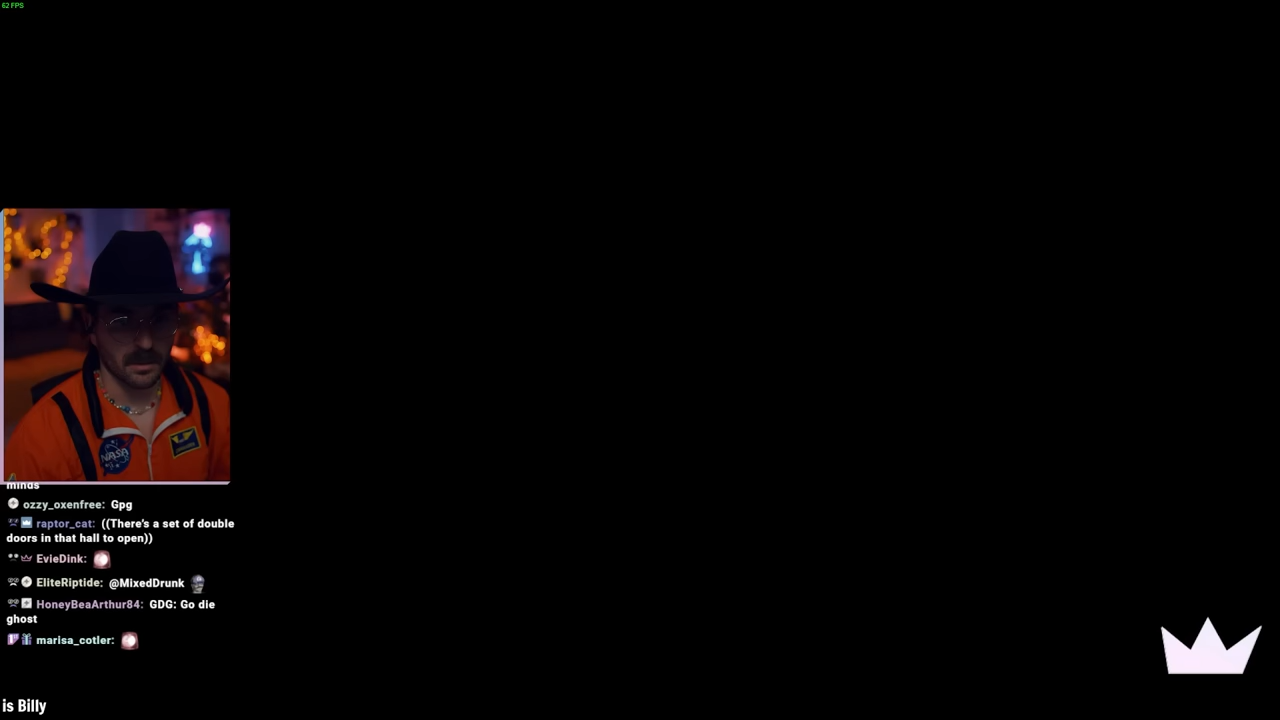 62 FPS
minds
ozzy_oxenfree: Gpg
raptor_cat: ((There's a set of double
doors in that hall to open))
EvieDink:
EliteRiptide: @MixedDrunk
HoneyBeaArthur84: GDG: Go die
ghost
marisa_cotler:
is Billy
NASA